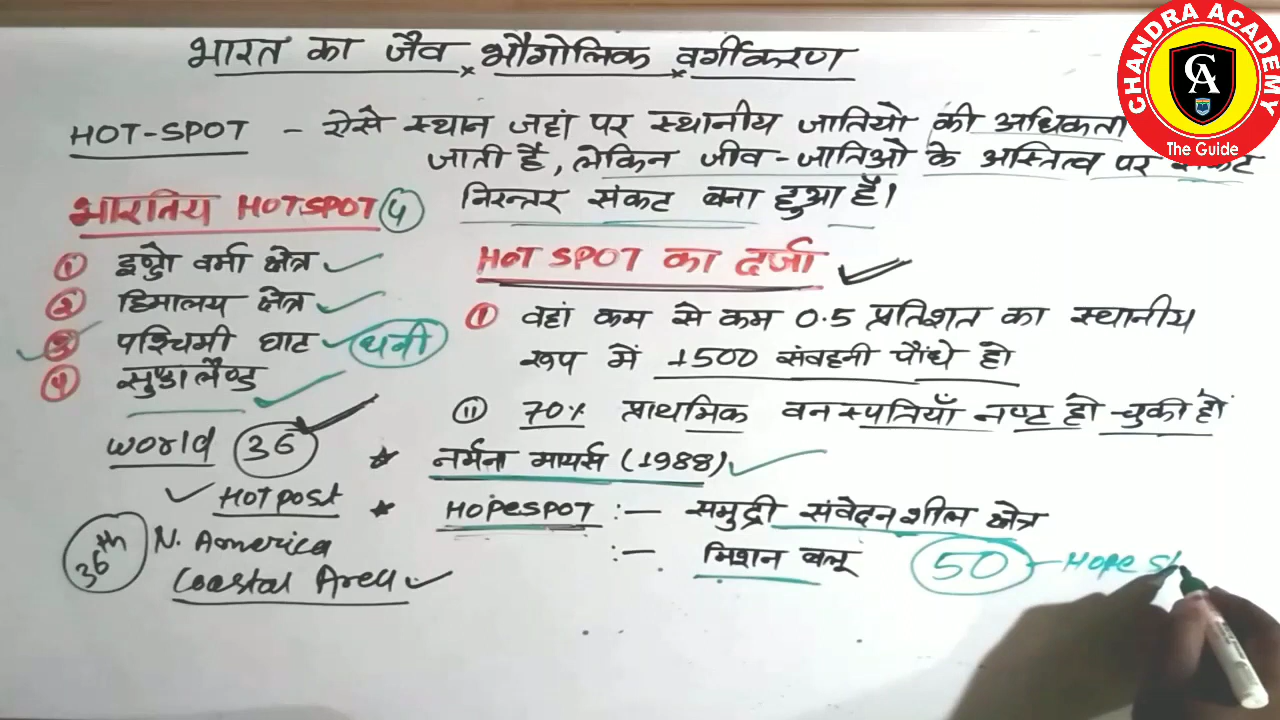 भारत का जैव भौगोलिक वर्गीकरण
HOT-SPOT - ऐसे स्थान जहां पर स्थानीय जातियो की अधिकता
जाती है, लेकिन जीव-जातिओ के अस्तित्व पर संकट
निरन्तर संकट बना हुआ है।
भारतिय HOTSPOT (4)
① इण्डो वर्मा क्षेत्र
② हिमालय क्षेत्र
③ पश्चिमी घाट धनी
④ सुण्डालैण्ड
HOT SPOT का दर्जा
① वहां कम से कम 0.5 प्रतिशत का स्थानीय
रूप में 1500 संवहनी पौंधे हो
(ii) 70% प्राथमिक वनस्पतियाँ नष्ट हो चुकी हों
World 36
Hotpost
* नर्मना मायर्स (1988)
* HOPESPOT :- समुद्री संवेदनशील क्षेत्र
:- मिशन ब्लू 50 - Hope S
36th N. America
Coastal Area
CHANDRA ACADEMY
CA
The Guide